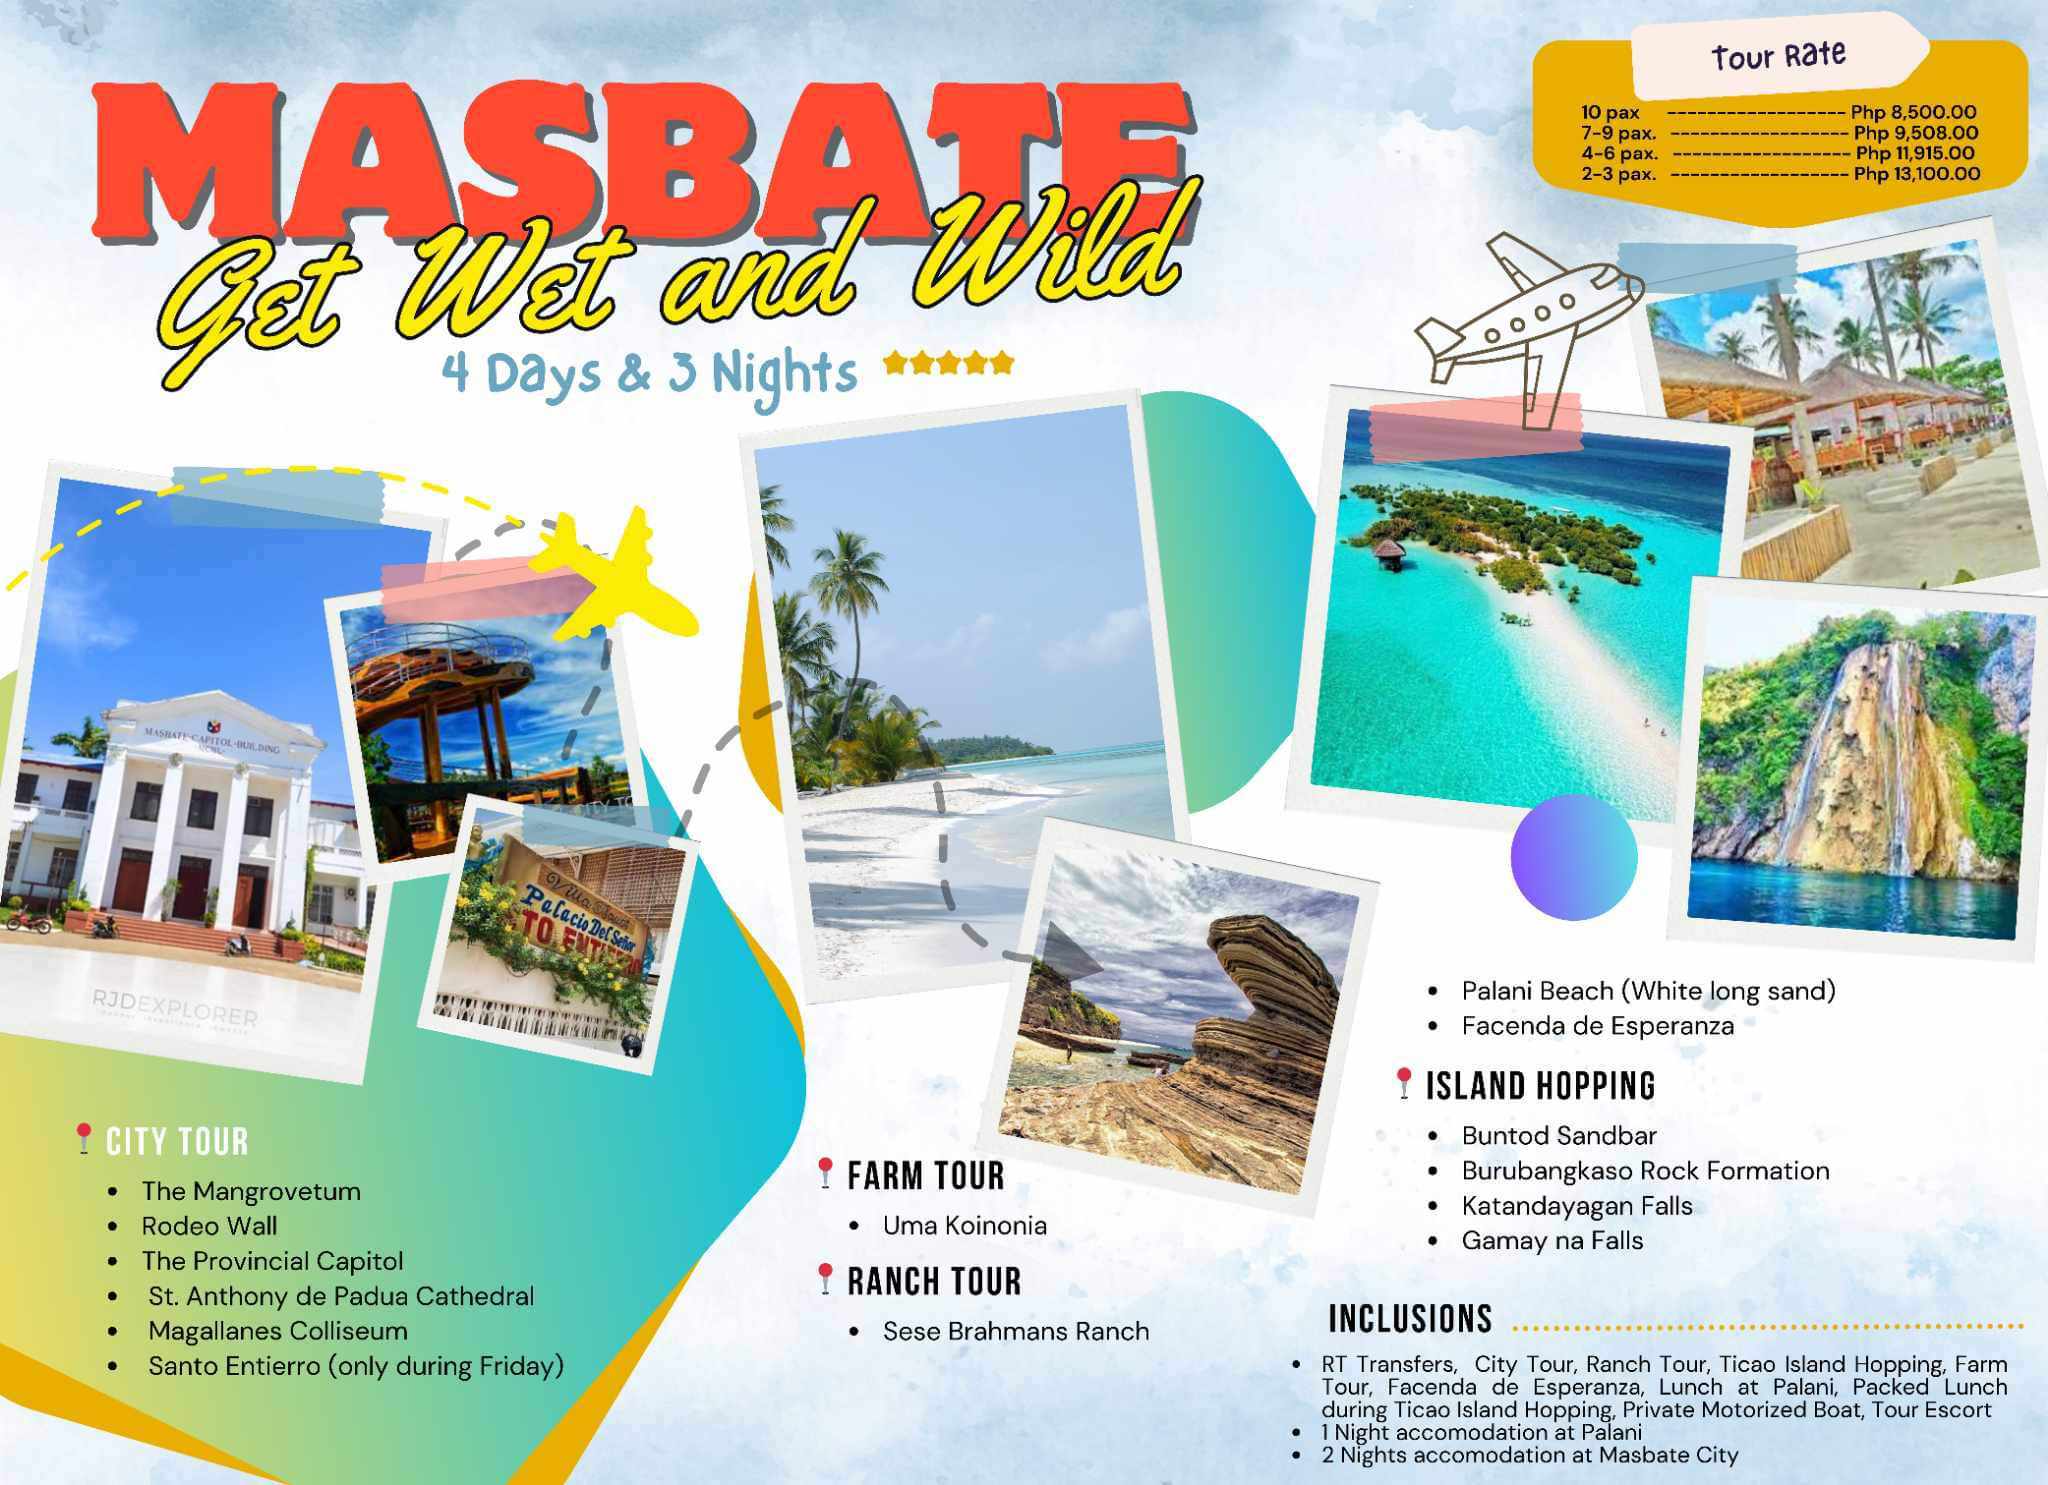 MASBATE
Get Wet and Wild
4 Days & 3 Nights
Tour Rate
10 pax ------------------ Php 8,500.00
7-9 pax. ------------------ Php 9,508.00
4-6 pax. ------------------ Php 11,915.00
2-3 pax. ------------------ Php 13,100.00
MASBATE CAPITOL BUILDING
Palacio Del Señor
TO ENTIERRO
RJDEXPLORER
CITY TOUR
• The Mangrovetum
• Rodeo Wall
• The Provincial Capitol
• St. Anthony de Padua Cathedral
• Magallanes Colliseum
• Santo Entierro (only during Friday)
FARM TOUR
• Uma Koinonia
RANCH TOUR
• Sese Brahmans Ranch
• Palani Beach (White long sand)
• Facenda de Esperanza
ISLAND HOPPING
• Buntod Sandbar
• Burubangkaso Rock Formation
• Katandayagan Falls
• Gamay na Falls
INCLUSIONS
• RT Transfers, City Tour, Ranch Tour, Ticao Island Hopping, Farm
Tour, Facenda de Esperanza, Lunch at Palani, Packed Lunch
during Ticao Island Hopping, Private Motorized Boat, Tour Escort
• 1 Night accomodation at Palani
• 2 Nights accomodation at Masbate City